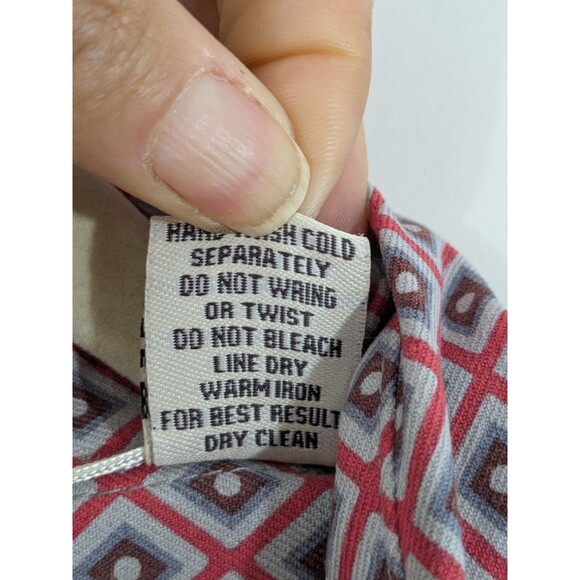 HAND WASH COLD
SEPARATELY
DO NOT WRING
OR TWIST
DO NOT BLEACH
LINE DRY
WARM IRON
.FOR BEST RESULT
DRY CLEAN